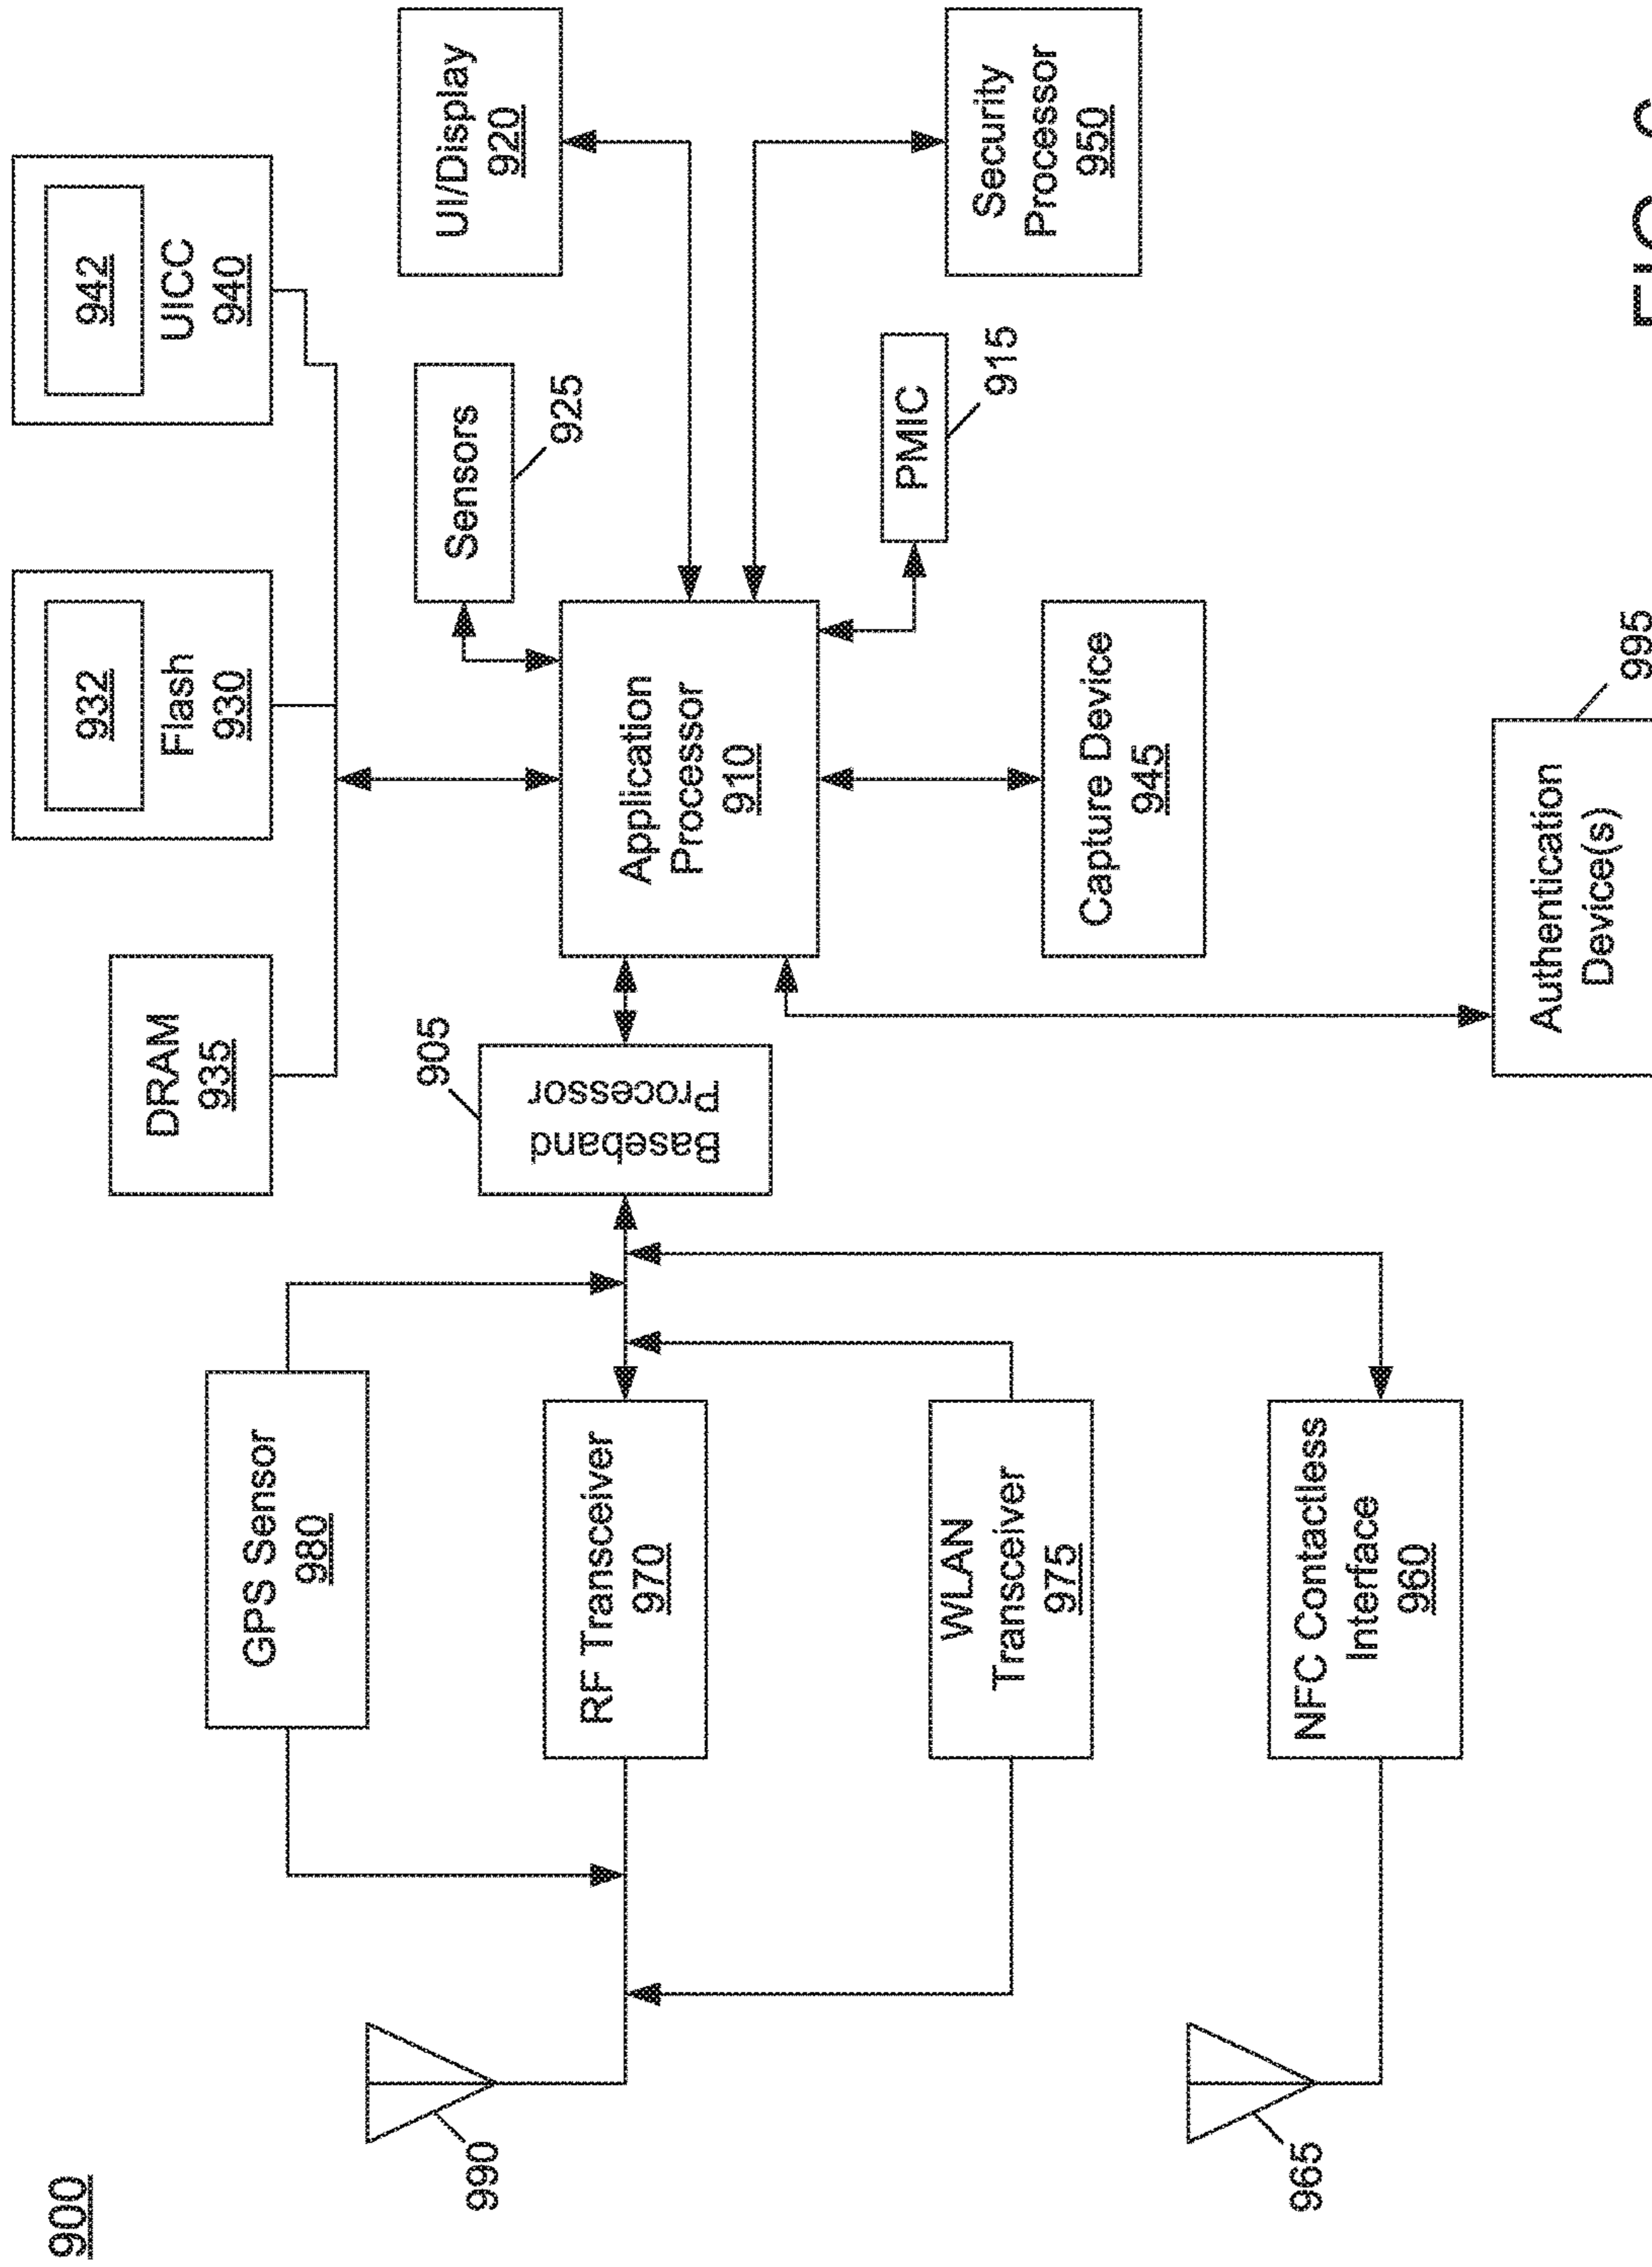 900
DRAM
935
932
Flash
930
942
UICC
940
Sensors
925
UI/Display
920
GPS Sensor
980
990
905
Baseband
Processor
Application
Processor
910
RF Transceiver
970
PMIC
915
Security
Processor
950
WLAN
Transceiver
975
Capture Device
945
965
NFC Contactless
Interface
960
Authentication
Device(s)
995